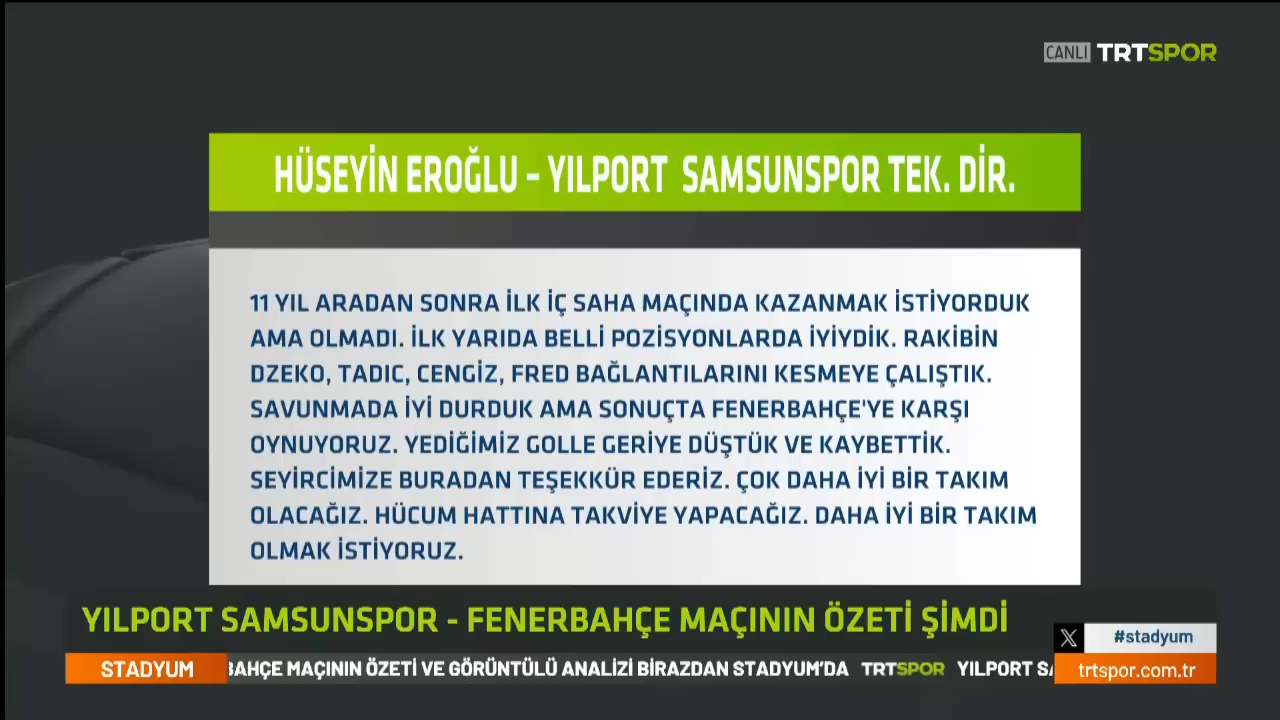 CANLI TRTSPOR
HÜSEYİN EROĞLU – YILPORT SAMSUNSPOR TEK. DİR.
11 YIL ARADAN SONRA İLK İÇ SAHA MAÇINDA KAZANMAK İSTİYORDUK
AMA OLMADI. İLK YARIDA BELLİ POZİSYONLARDA İYİYDİK. RAKİBİN
DZEKO, TADIC, CENGİZ, FRED BAĞLANTILARINI KESMEYE ÇALIŞTIK.
SAVUNMADA İYİ DURDUK AMA SONUÇTA FENERBAHÇE'YE KARŞI
OYNUYORUZ. YEDİĞİMİZ GOLLE GERİYE DÜŞTÜK VE KAYBETTİK.
SEYİRCİMİZE BURADAN TEŞEKKÜR EDERİZ. ÇOK DAHA İYİ BİR TAKIM
OLACAĞIZ. HÜCUM HATTINA TAKVİYE YAPACAĞIZ. DAHA İYİ BİR TAKIM
OLMAK İSTİYORUZ.
YILPORT SAMSUNSPOR - FENERBAHÇE MAÇININ ÖZETİ ŞİMDİ
X #stadyum
STADYUM BAHÇE MAÇININ ÖZETİ VE GÖRÜNTÜLÜ ANALİZİ BİRAZDAN STADYUM'DA TRTSPOR YILPORT SA
trtspor.com.tr